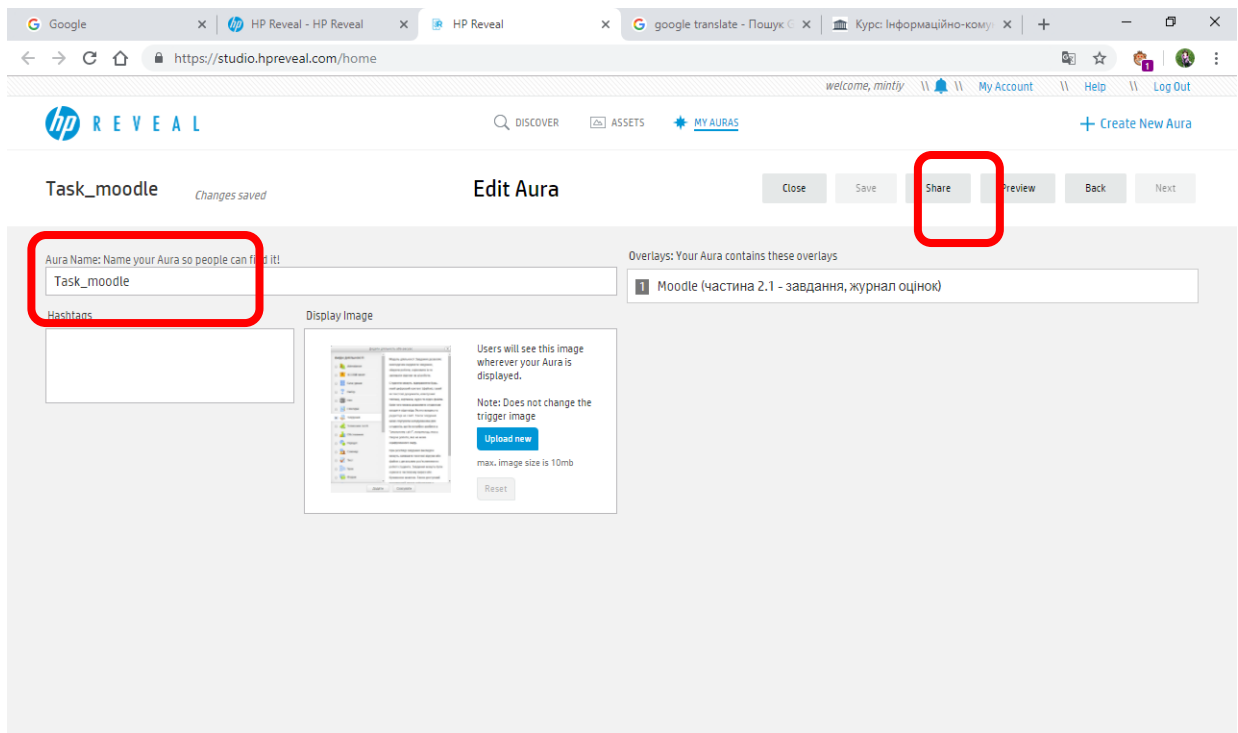 Google
HP Reveal - HP Reveal
HP Reveal
google translate - Пошук G
Курс: Інформаційно-кому
https://studio.hpreveal.com/home
1
welcome, mintiy \\ \\ My Account \\ Help \\ Log Out
hp REVEAL
DISCOVER
ASSETS
MY AURAS
+ Create New Aura
Task_moodle
Changes saved
Edit Aura
Close
Save
Share
Preview
Back
Next
Aura Name: Name your Aura so people can find it!
Task_moodle
Overlays: Your Aura contains these overlays
1 Moodle (частина 2.1 - завдання, журнал оцінок)
Hashtags
Display Image
Users will see this image
wherever your Aura is
displayed.
Note: Does not change the
trigger image
Upload new
max. image size is 10mb
Reset